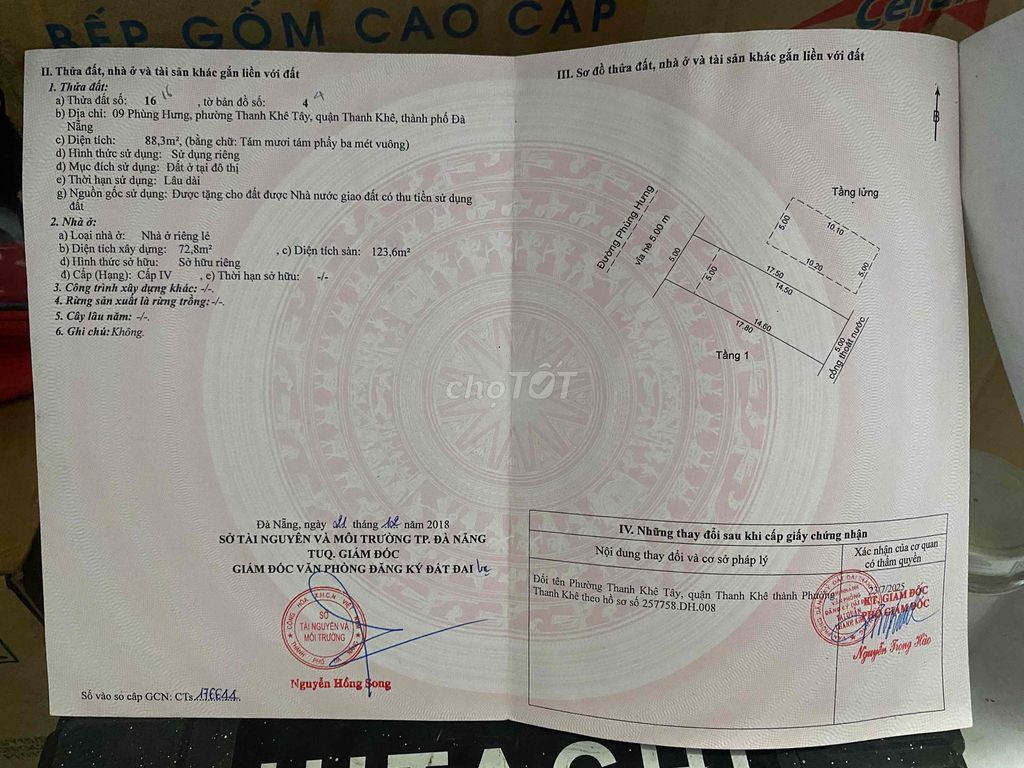 BẾP GỐM CAO CẤP
II. Thửa đất, nhà ở và tài sản khác gắn liền với đất
1. Thửa đất:
a) Thửa đất số: 16 16 , tờ bản đồ số: 4 4
b) Địa chỉ: 09 Phùng Hưng, phường Thanh Khê Tây, quận Thanh Khê, thành phố Đà
Nẵng
c) Diện tích: 88,3m², (bằng chữ: Tám mươi tám phẩy ba mét vuông)
d) Hình thức sử dụng: Sử dụng riêng
đ) Mục đích sử dụng: Đất ở tại đô thị
e) Thời hạn sử dụng: Lâu dài
g) Nguồn gốc sử dụng: Được tặng cho đất được Nhà nước giao đất có thu tiền sử dụng
đất
2. Nhà ở:
a) Loại nhà ở: Nhà ở riêng lẻ
b) Diện tích xây dựng: 72,8m² , c) Diện tích sàn: 123,6m²
d) Hình thức sở hữu: Sở hữu riêng
đ) Cấp (Hạng): Cấp IV , e) Thời hạn sở hữu: -/-
3. Công trình xây dựng khác: -/-.
4. Rừng sản xuất là rừng trồng: -/-.
5. Cây lâu năm: -/-.
6. Ghi chú: Không.
Đà Nẵng, ngày 21 tháng 12 năm 2018
SỞ TÀI NGUYÊN VÀ MÔI TRƯỜNG TP. ĐÀ NẴNG
TUQ. GIÁM ĐỐC
GIÁM ĐỐC VĂN PHÒNG ĐĂNG KÝ ĐẤT ĐAI
SỞ
TÀI NGUYÊN VÀ
MÔI TRƯỜNG
Nguyễn Hồng Song
Số vào sổ cấp GCN: CTs 176644
III. Sơ đồ thửa đất, nhà ở và tài sản khác gắn liền với đất
B
Tầng lửng
5.00
10.10
10.20
5.00
Đường Phùng Hưng
vỉa hè 5.00 m
5.00
5.00
17.50
14.50
14.60
17.80
5.00
cống thoát nước
Tầng 1
chợTỐT
IV. Những thay đổi sau khi cấp giấy chứng nhận
Nội dung thay đổi và cơ sở pháp lý
Xác nhận của cơ quan
có thẩm quyền
Đổi tên Phường Thanh Khê Tây, quận Thanh Khê thành Phường
Thanh Khê theo hồ sơ số 257758.DH.008
23/7/2025
KT. GIÁM ĐỐC
PHÓ GIÁM ĐỐC
Nguyễn Trọng Hào
HITACHI